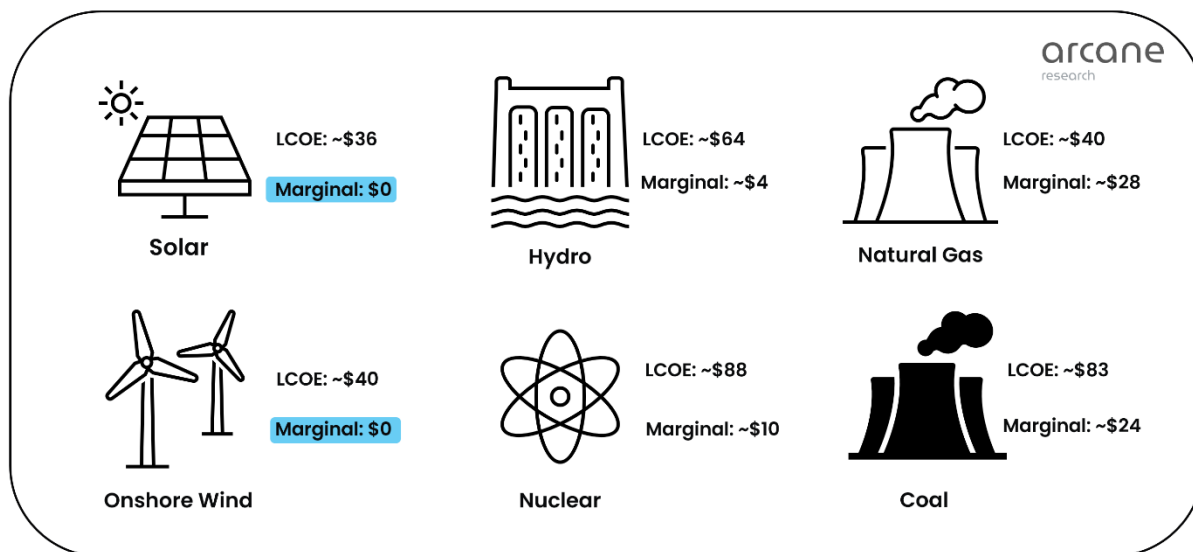 arcane
research
LCOE: ~$36
Marginal: $0
Solar
LCOE: ~$64
Marginal: ~$4
Hydro
LCOE: ~$40
Marginal: ~$28
Natural Gas
LCOE: ~$40
Marginal: $0
Onshore Wind
LCOE: ~$88
Marginal: ~$10
Nuclear
LCOE: ~$83
Marginal: ~$24
Coal